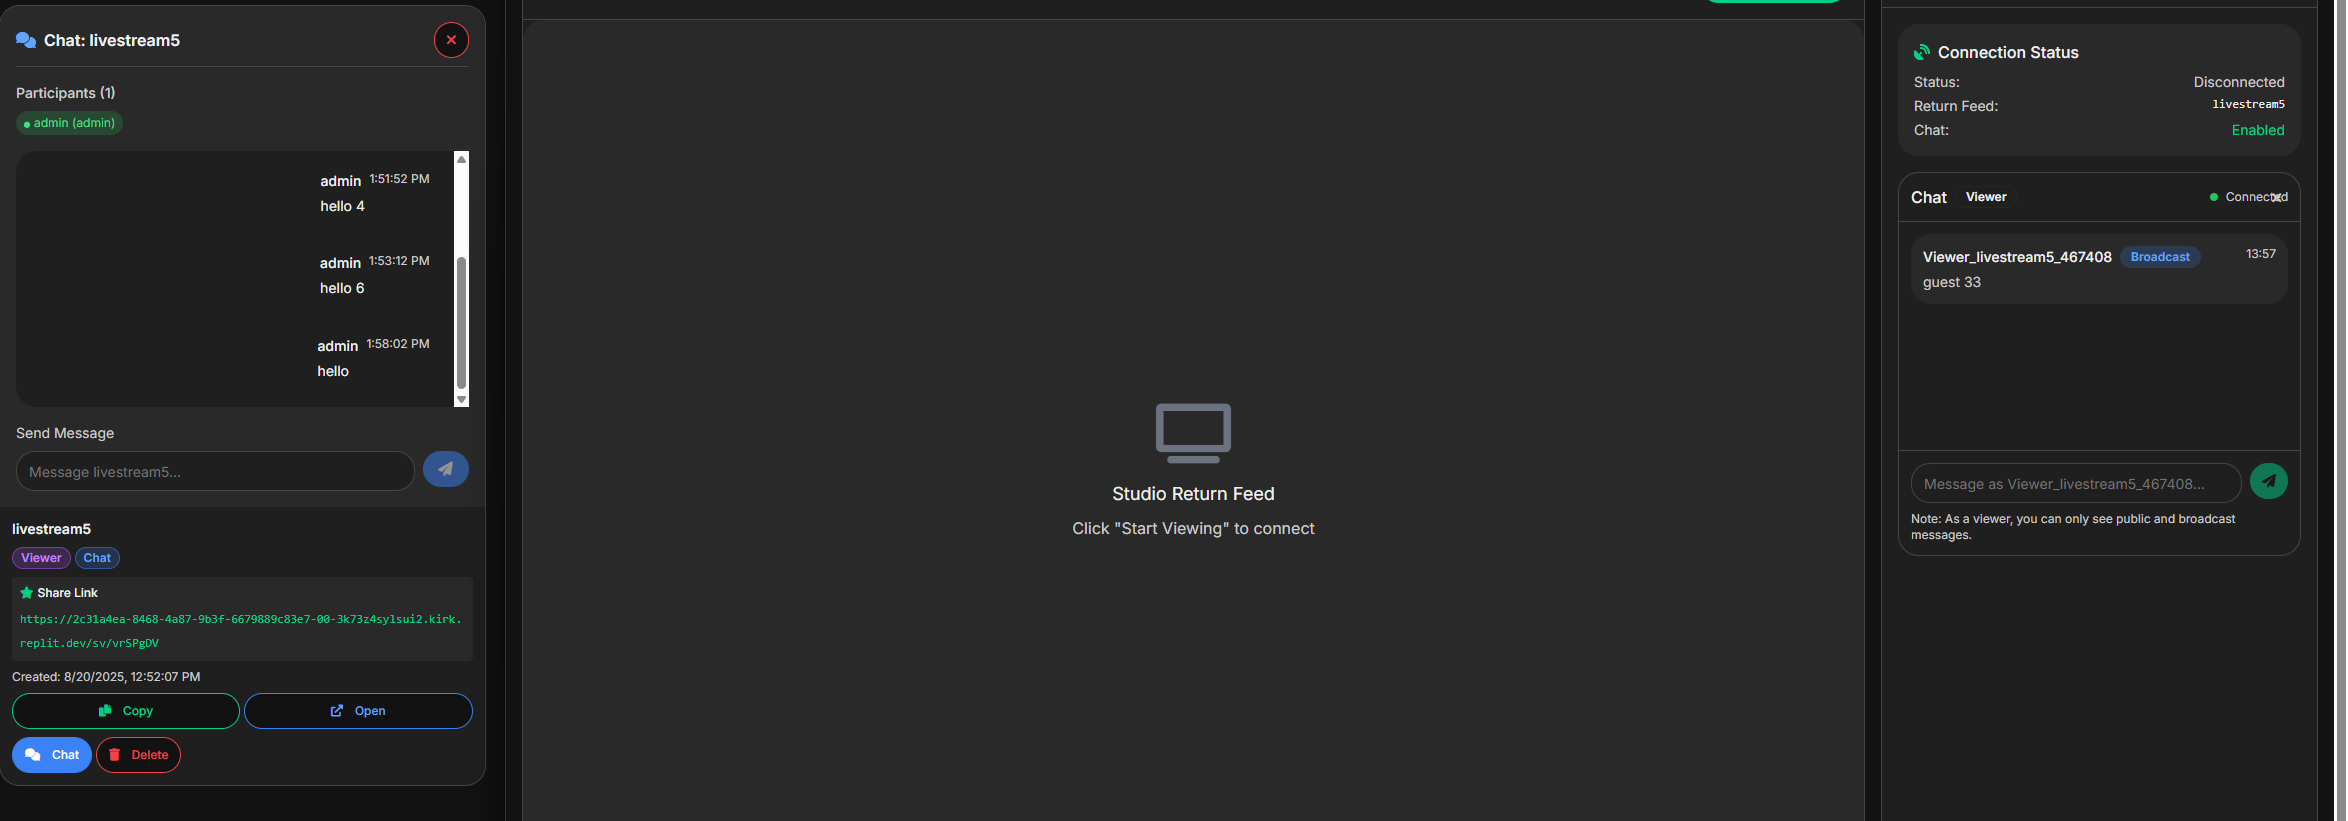 Chat: livestream5
Participants (1)
admin (admin)
admin 1:51:52 PM
hello 4
admin 1:53:12 PM
hello 6
admin 1:58:02 PM
hello
Send Message
Message livestream5...
livestream5
Viewer Chat
Share Link
https://2c31a4ea-8468-4a87-9b3f-6679889c83e7-00-3k73z4sylsui2.kirk.
replit.dev/sv/vrSPgDV
Created: 8/20/2025, 12:52:07 PM
Copy Open
Chat Delete
Studio Return Feed
Click "Start Viewing" to connect
Connection Status
Status: Disconnected
Return Feed: livestream5
Chat: Enabled
Chat Viewer Connected
Viewer_livestream5_467408 Broadcast 13:57
guest 33
Message as Viewer_livestream5_467408...
Note: As a viewer, you can only see public and broadcast
messages.